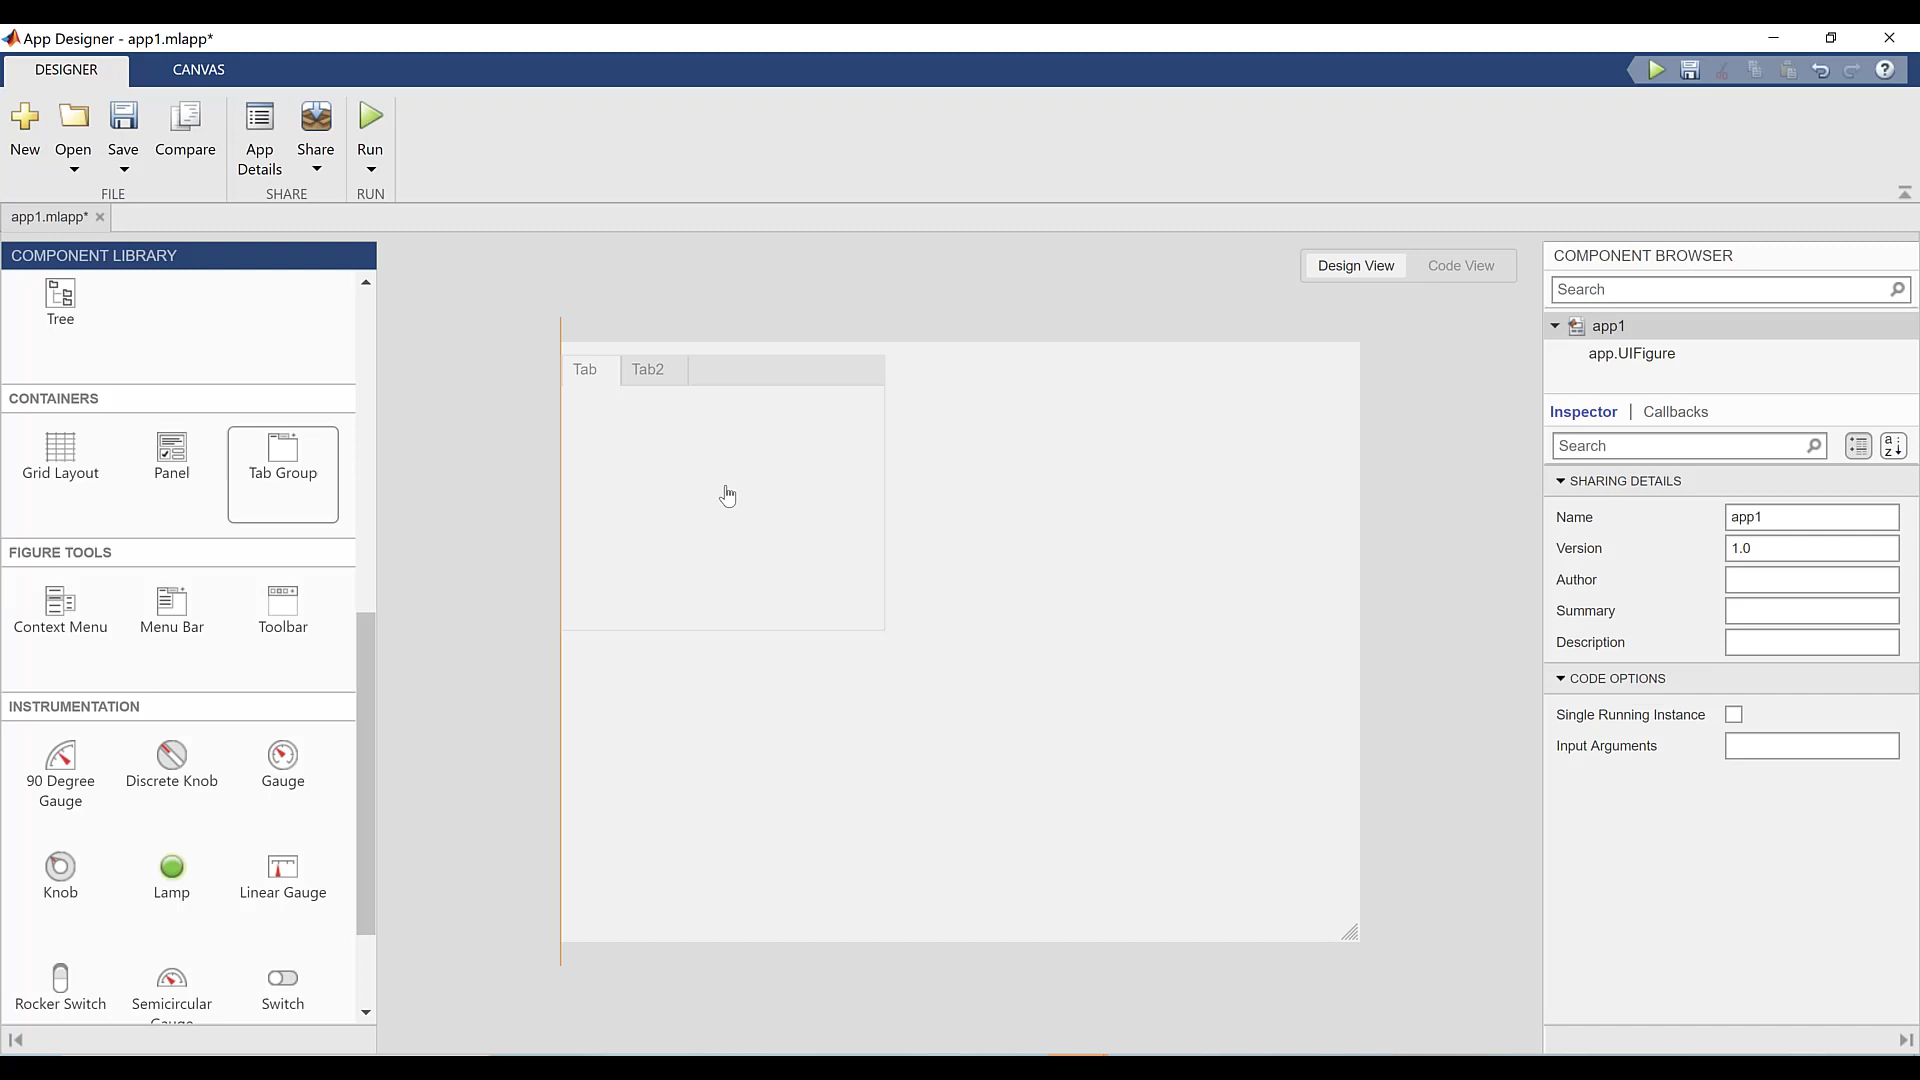 App Designer - app1.mlapp*
DESIGNER
CANVAS
New
Open
Save
Compare
App
Details
Share
Run
FILE
SHARE
RUN
app1.mlapp*
COMPONENT LIBRARY
Tree
CONTAINERS
Grid Layout
Panel
Tab Group
FIGURE TOOLS
Context Menu
Menu Bar
Toolbar
INSTRUMENTATION
90 Degree
Gauge
Discrete Knob
Gauge
Knob
Lamp
Linear Gauge
Rocker Switch
Semicircular
Gauge
Switch
Design View
Code View
Tab
Tab2
COMPONENT BROWSER
Search
app1
app.UIFigure
Inspector | Callbacks
Search
SHARING DETAILS
Name
app1
Version
1.0
Author
Summary
Description
CODE OPTIONS
Single Running Instance
Input Arguments